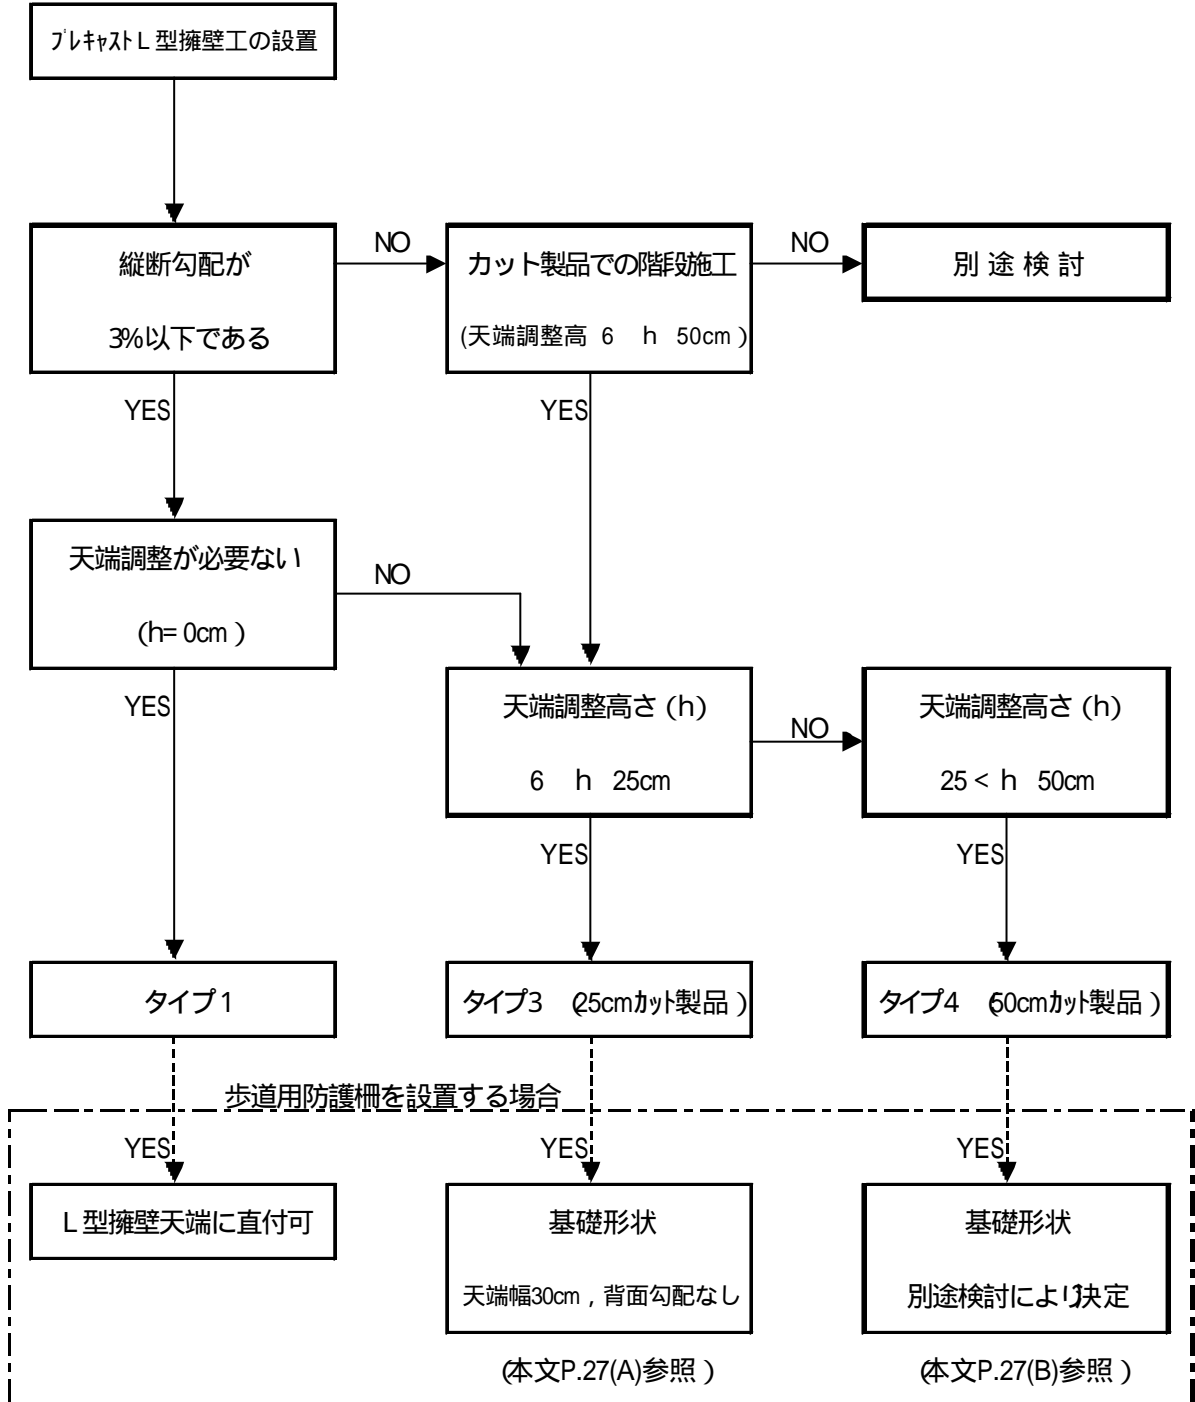 ﾌﾟﾚｷｬｽﾄＬ型擁壁工の設置
縦断勾配が
3%以下である
NO
カット製品での階段施工
(天端調整高 6 h 50cm)
NO
別途検討
YES
YES
天端調整が必要ない
(h=0cm)
NO
YES
天端調整高さ(h)
6 h 25cm
NO
天端調整高さ(h)
25< h 50cm
YES
YES
タイプ1
タイプ3 (25cmｶｯﾄ製品)
タイプ4 (50cmｶｯﾄ製品)
歩道用防護柵を設置する場合
YES
YES
YES
Ｌ型擁壁天端に直付可
基礎形状
天端幅30cm，背面勾配なし
基礎形状
別途検討により決定
(本文P.27(A)参照)
(本文P.27(B)参照)